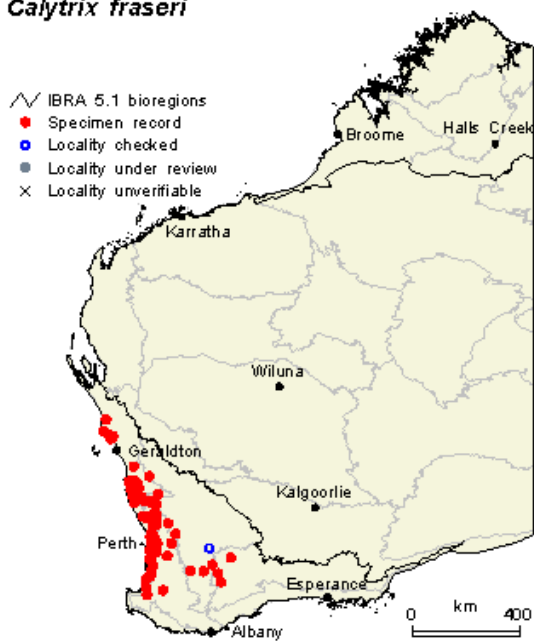 Calytrix fraseri
IBRA 5.1 bioregions
Specimen record
Locality checked
Locality under review
Locality unverifiable
Broome
Halls Creek
Karratha
Wiluna
Geraldton
Kalgoorlie
Perth
Esperance
Albany
km
0 400